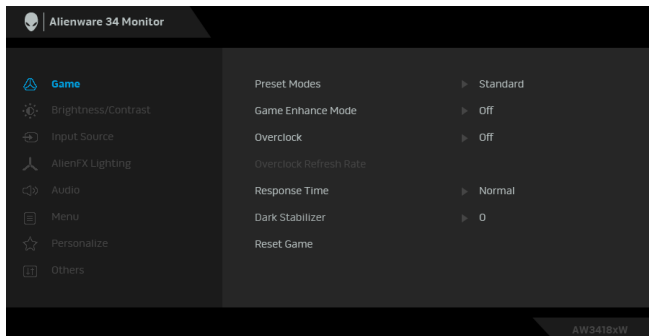 Alienware 34 Monitor
Game
Preset Modes Standard
Brightness/Contrast
Game Enhance Mode Off
Input Source
Overclock Off
AlienFX Lighting
Overclock Refresh Rate
Audio
Response Time Normal
Menu
Dark Stabilizer 0
Personalize
Reset Game
Others
AW3418xW